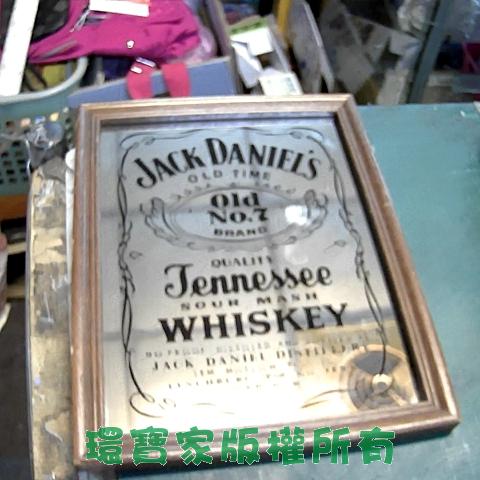 JACK DANIEL'S
OLD TIME
Old
No. 7
BRAND
QUALITY
Tennessee
SOUR MASH
WHISKEY
JACK DANIEL DISTILLERY
環寶家版權所有